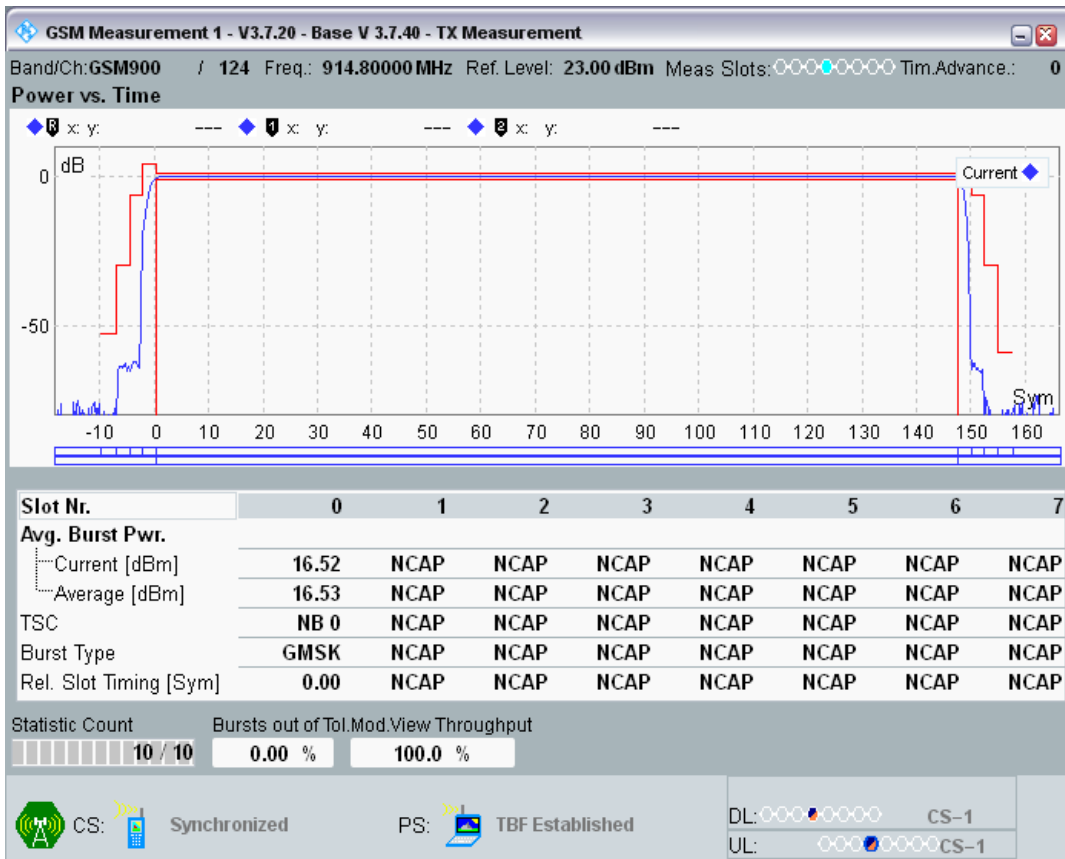 GSM Measurement 1 - V3.7.20 - Base V 3.7.40 - TX Measurement
Band/Ch:GSM900 / 124 Freq.: 914.80000 MHz Ref. Level: 23.00 dBm Meas Slots: Tim.Advance.: 0
Power vs. Time
R x: y: --- 1 x: y: --- 2 x: y: ---
dB
Current
0
-50
Sym
-10 0 10 20 30 40 50 60 70 80 90 100 110 120 130 140 150 160
Slot Nr. 0 1 2 3 4 5 6 7
Avg. Burst Pwr.
Current [dBm] 16.52 NCAP NCAP NCAP NCAP NCAP NCAP NCAP
Average [dBm] 16.53 NCAP NCAP NCAP NCAP NCAP NCAP NCAP
TSC NB 0 NCAP NCAP NCAP NCAP NCAP NCAP NCAP
Burst Type GMSK NCAP NCAP NCAP NCAP NCAP NCAP NCAP
Rel. Slot Timing [Sym] 0.00 NCAP NCAP NCAP NCAP NCAP NCAP NCAP
Statistic Count Bursts out of Tol.Mod.View Throughput
10 / 10 0.00 % 100.0 %
CS: Synchronized PS: TBF Established
DL: CS-1
UL: CS-1